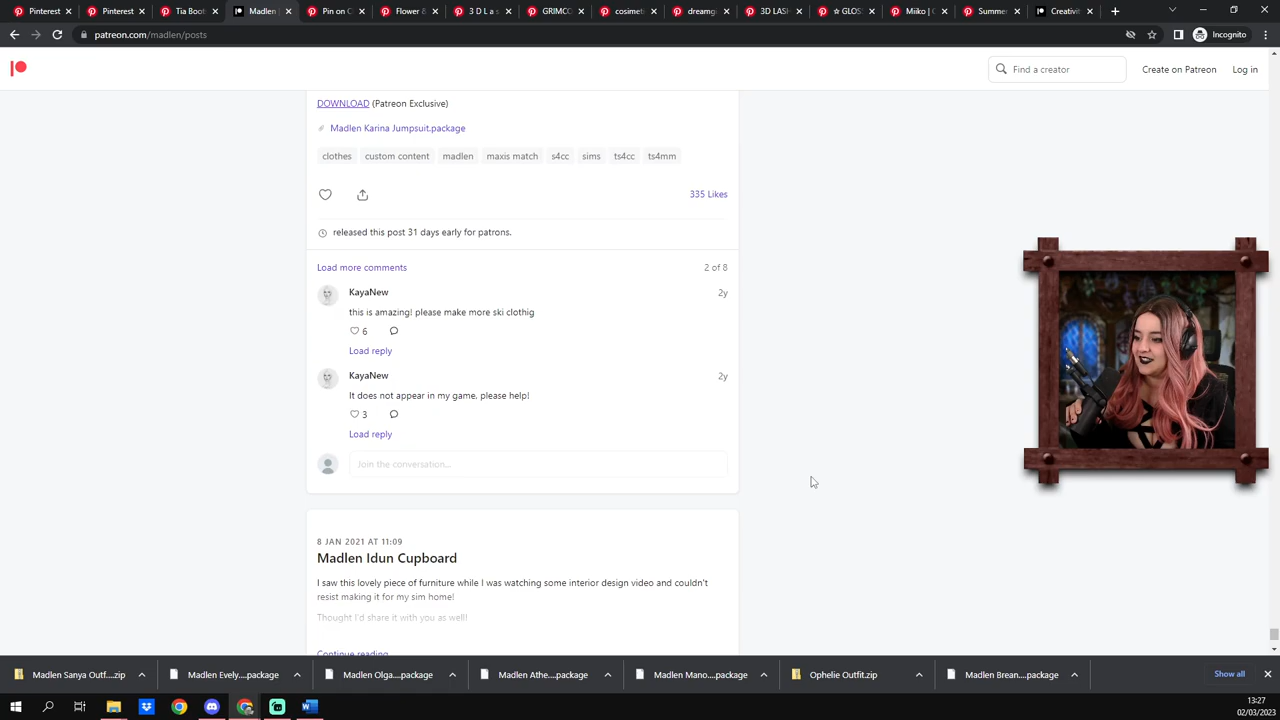 Pinterest
Pinterest
Tia Boot
Madlen |
Pin on C
Flower &
3 D L a s
GRIMCO
cosimet
dreamg
3D LASH
☆ GLOSS
Miiko | C
Summer
Creativit
patreon.com/madlen/posts
Incognito
Find a creator
Create on Patreon
Log in
DOWNLOAD (Patreon Exclusive)
Madlen Karina Jumpsuit.package
clothes custom content madlen maxis match s4cc sims ts4cc ts4mm
335 Likes
released this post 31 days early for patrons.
Load more comments
2 of 8
KayaNew
2y
this is amazing! please make more ski clothig
6
Load reply
KayaNew
2y
It does not appear in my game, please help!
3
Load reply
Join the conversation...
8 JAN 2021 AT 11:09
Madlen Idun Cupboard
I saw this lovely piece of furniture while I was watching some interior design video and couldn't
resist making it for my sim home!
Thought I'd share it with you as well!
Continue reading
Madlen Sanya Outf....zip
Madlen Evely....package
Madlen Olga....package
Madlen Athe....package
Madlen Mano....package
Ophelie Outfit.zip
Madlen Brean....package
Show all
13:27
02/03/2023